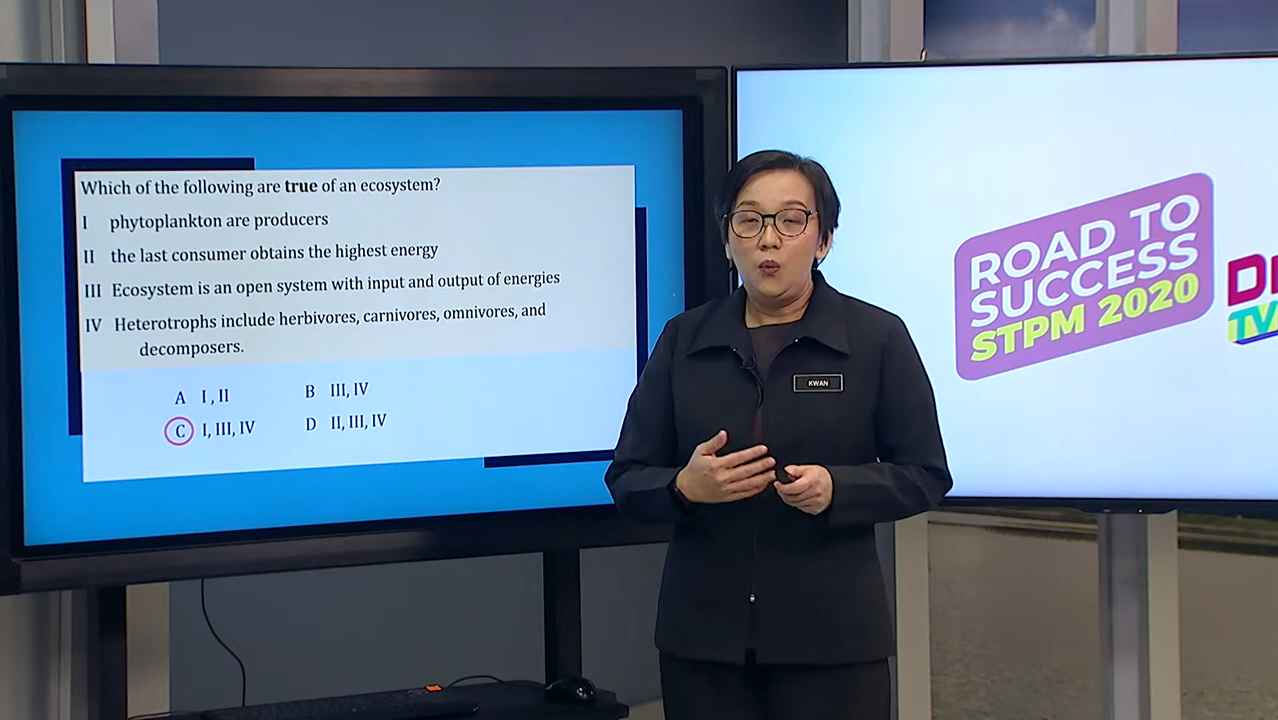 Which of the following are true of an ecosystem?
I phytoplankton are producers
II the last consumer obtains the highest energy
III Ecosystem is an open system with input and output of energies
IV Heterotrophs include herbivores, carnivores, omnivores, and
decomposers.
A I , II B III, IV
C I, III, IV D II, III, IV
KWAN
ROAD TO
SUCCESS
STPM 2020
TV